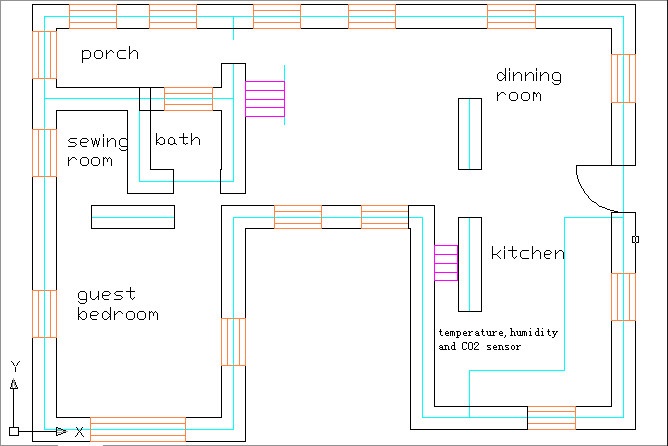 porch
dinning
room
sewing
room
bath
kitchen
guest
bedroom
temperature,humidity
and CO2 sensor
Y
X